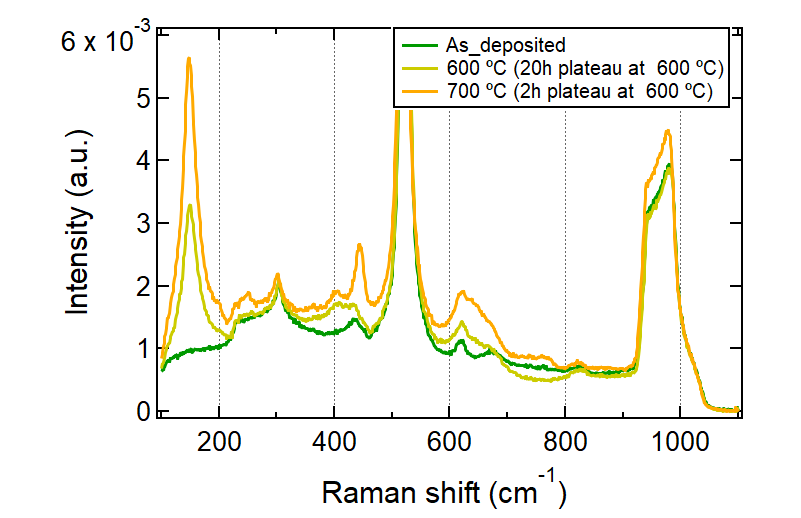 6 x 10⁻³
As_deposited
600 ºC (20h plateau at  600 ºC)
700 ºC (2h plateau at  600 ºC)
5
4
3
2
1
0
Intensity (a.u.)
200 400 600 800 1000
Raman shift (cm⁻¹)